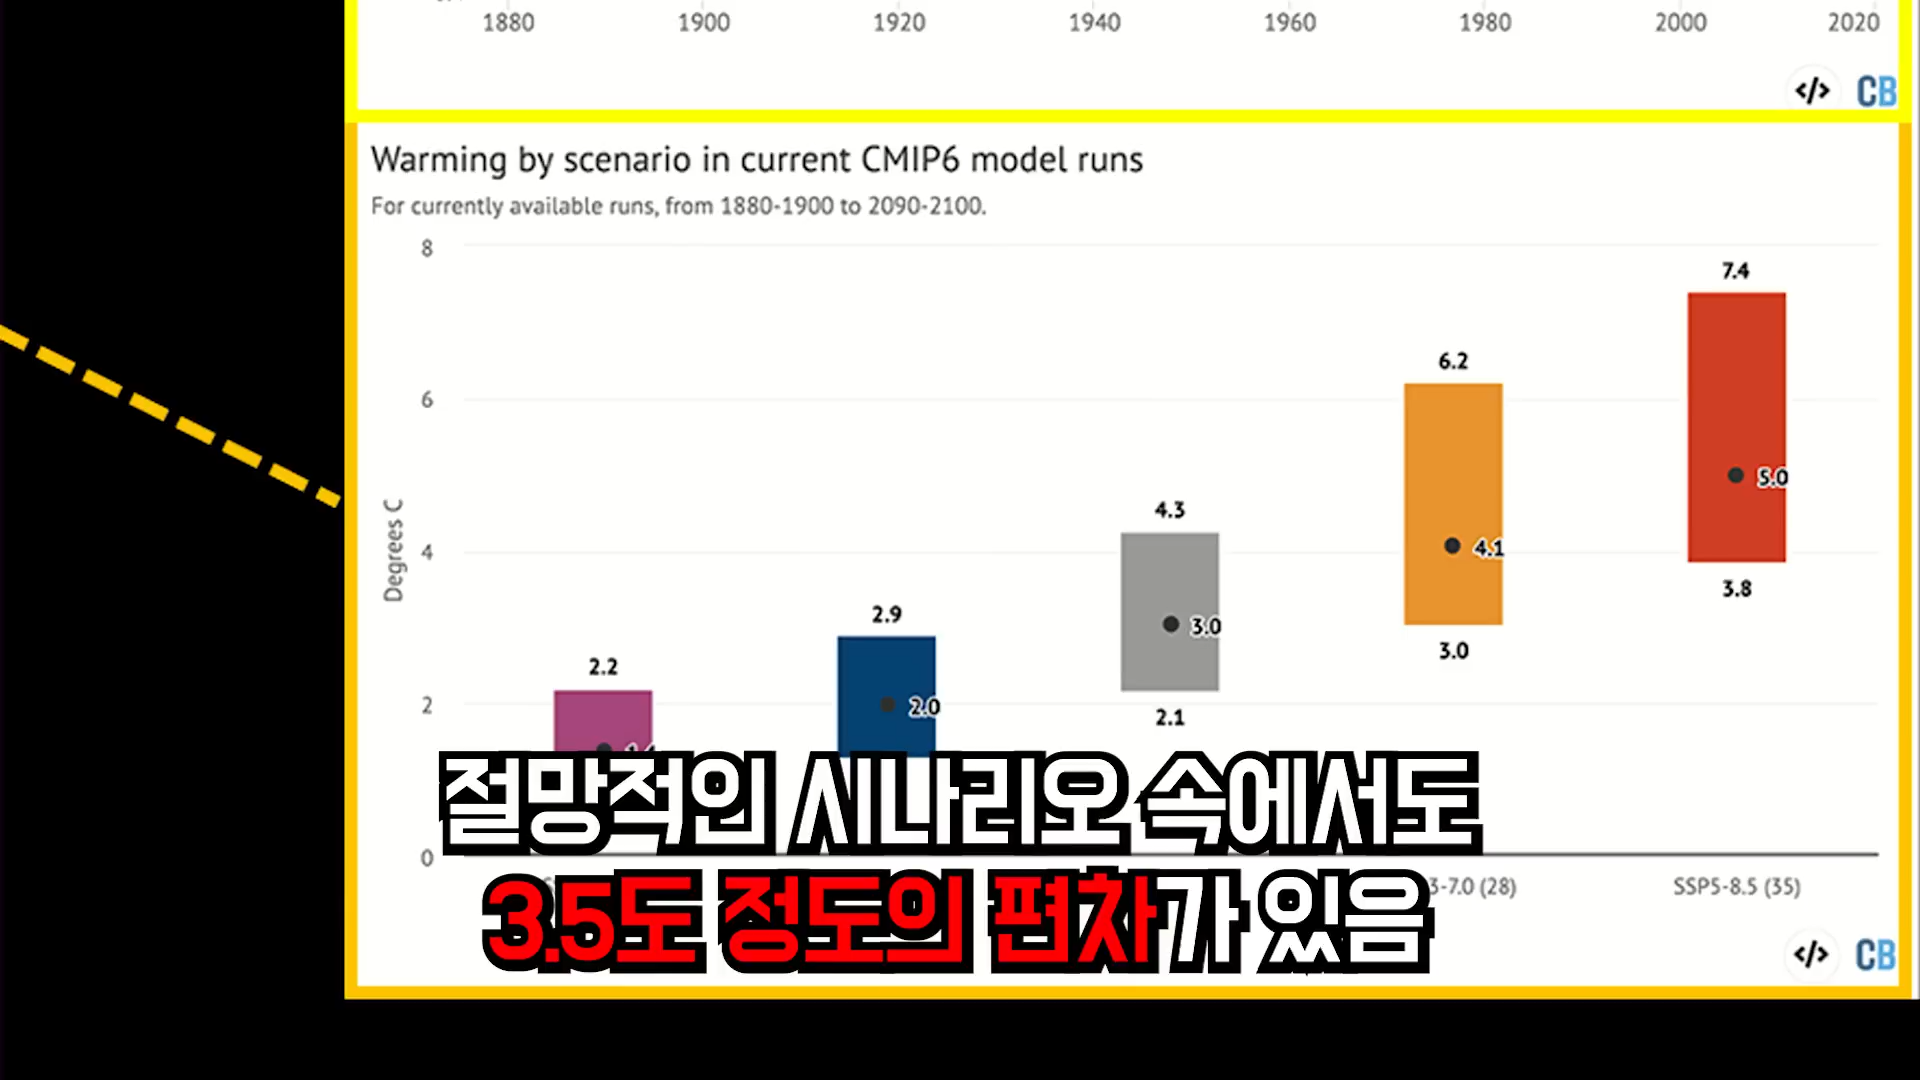 1880 1900 1920 1940 1960 1980 2000 2020
</> CB
Warming by scenario in current CMIP6 model runs
For currently available runs, from 1880-1900 to 2090-2100.
8
7.4
6.2
6
5.0
4.3
4.1
Degrees C
4
3.8
2.9
3.0
3.0
2.2
2
2.0
2.1
절망적인 시나리오 속에서도
0
3-7.0 (28) SSP5-8.5 (35)
3.5도 정도의 편차가 있음
</> CB